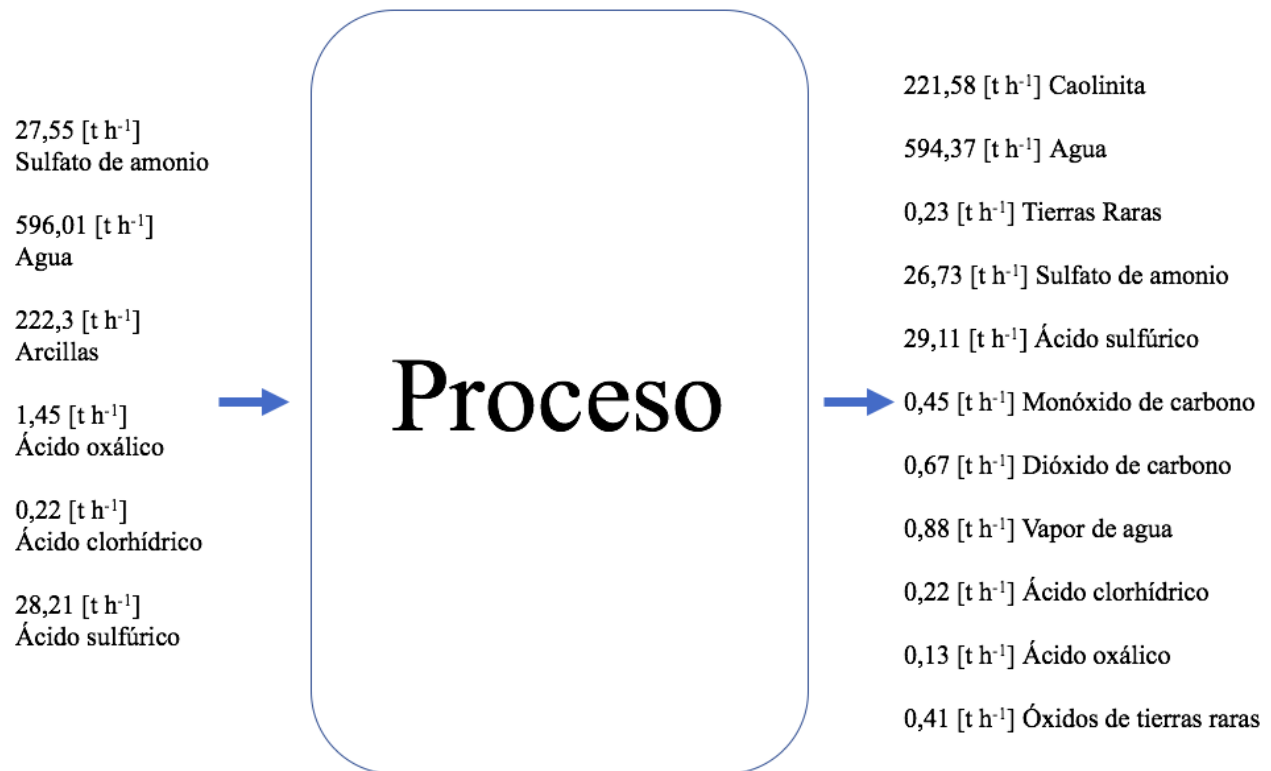 27,55 [t h⁻¹]
Sulfato de amonio
596,01 [t h⁻¹]
Agua
222,3 [t h⁻¹]
Arcillas
1,45 [t h⁻¹]
Ácido oxálico
0,22 [t h⁻¹]
Ácido clorhídrico
28,21 [t h⁻¹]
Ácido sulfúrico
Proceso
221,58 [t h⁻¹] Caolinita
594,37 [t h⁻¹] Agua
0,23 [t h⁻¹] Tierras Raras
26,73 [t h⁻¹] Sulfato de amonio
29,11 [t h⁻¹] Ácido sulfúrico
0,45 [t h⁻¹] Monóxido de carbono
0,67 [t h⁻¹] Dióxido de carbono
0,88 [t h⁻¹] Vapor de agua
0,22 [t h⁻¹] Ácido clorhídrico
0,13 [t h⁻¹] Ácido oxálico
0,41 [t h⁻¹] Óxidos de tierras raras